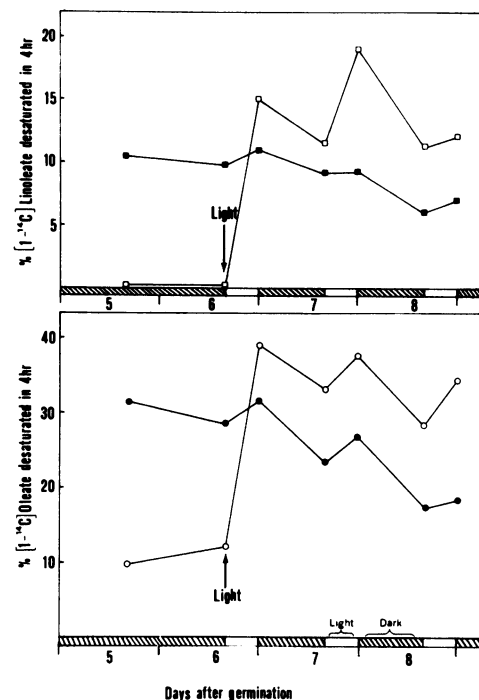 % [1-¹⁴C] Linoleate desaturated in 4hr
20
15
10
5
Light
5 6 7 8
% [1-¹⁴C] Oleate desaturated in 4hr
40
30
20
10
Light
Light Dark
5 6 7 8
Days after germination